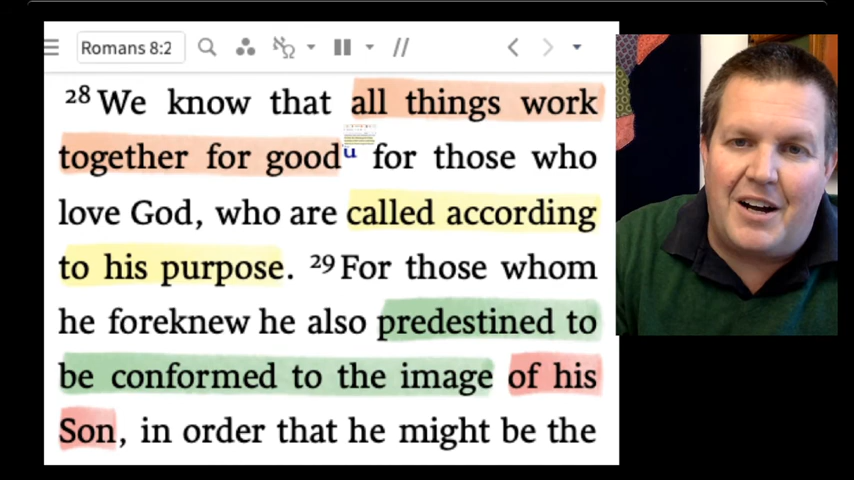 Romans 8:2
28 We know that all things work
together for good u for those who
love God, who are called according
to his purpose. 29 For those whom
he foreknew he also predestined to
be conformed to the image of his
Son, in order that he might be the